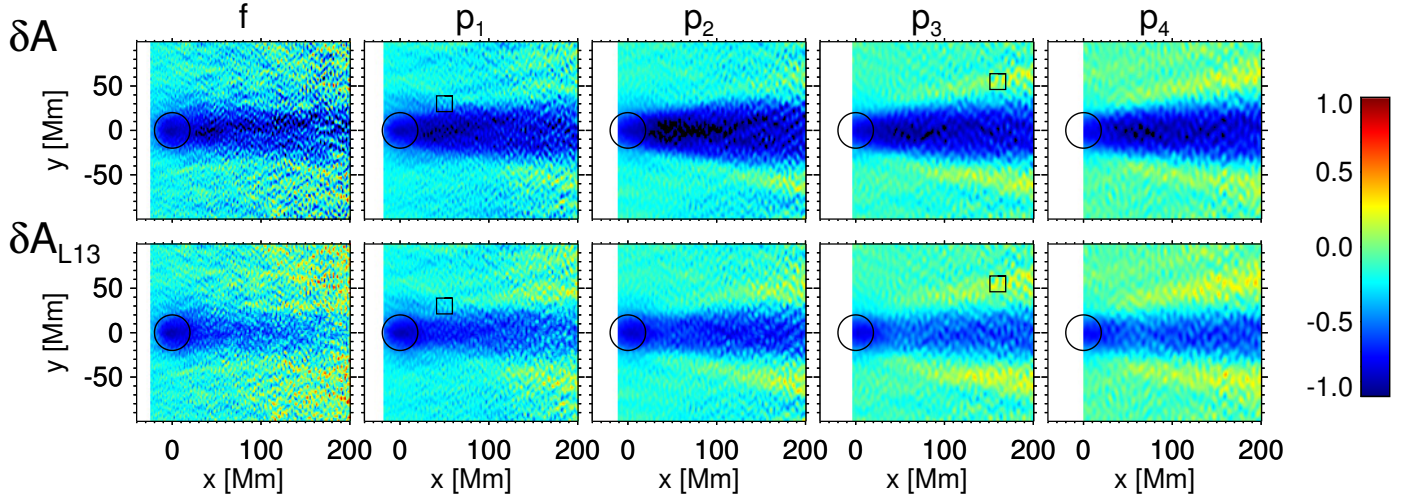 f p₁ p₂ p₃ p₄
δA
50
0
-50
y [Mm]
δA_L13
50
0
-50
y [Mm]
0 100 200 0 100 200 0 100 200 0 100 200 0 100 200
x [Mm] x [Mm] x [Mm] x [Mm] x [Mm]
1.0
0.5
0.0
-0.5
-1.0